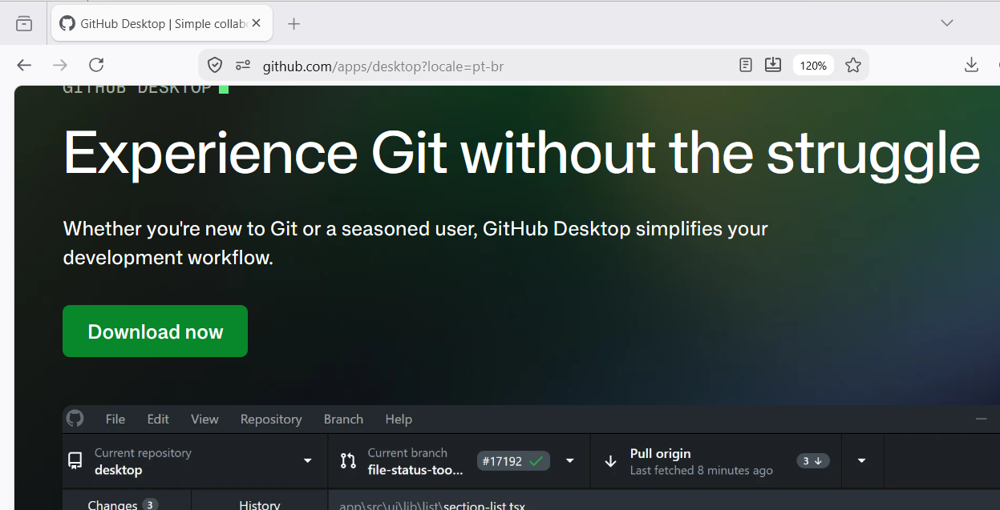 GitHub Desktop | Simple collab
github.com/apps/desktop?locale=pt-br
120%
GITHUB DESKTOP
Experience Git without the struggle
Whether you're new to Git or a seasoned user, GitHub Desktop simplifies your
development workflow.
Download now
File Edit View Repository Branch Help
Current repository
desktop
Current branch
file-status-too...
#17192
Pull origin
Last fetched 8 minutes ago
3
Changes 3
History
app\src\ui\lib\list\section-list.tsx